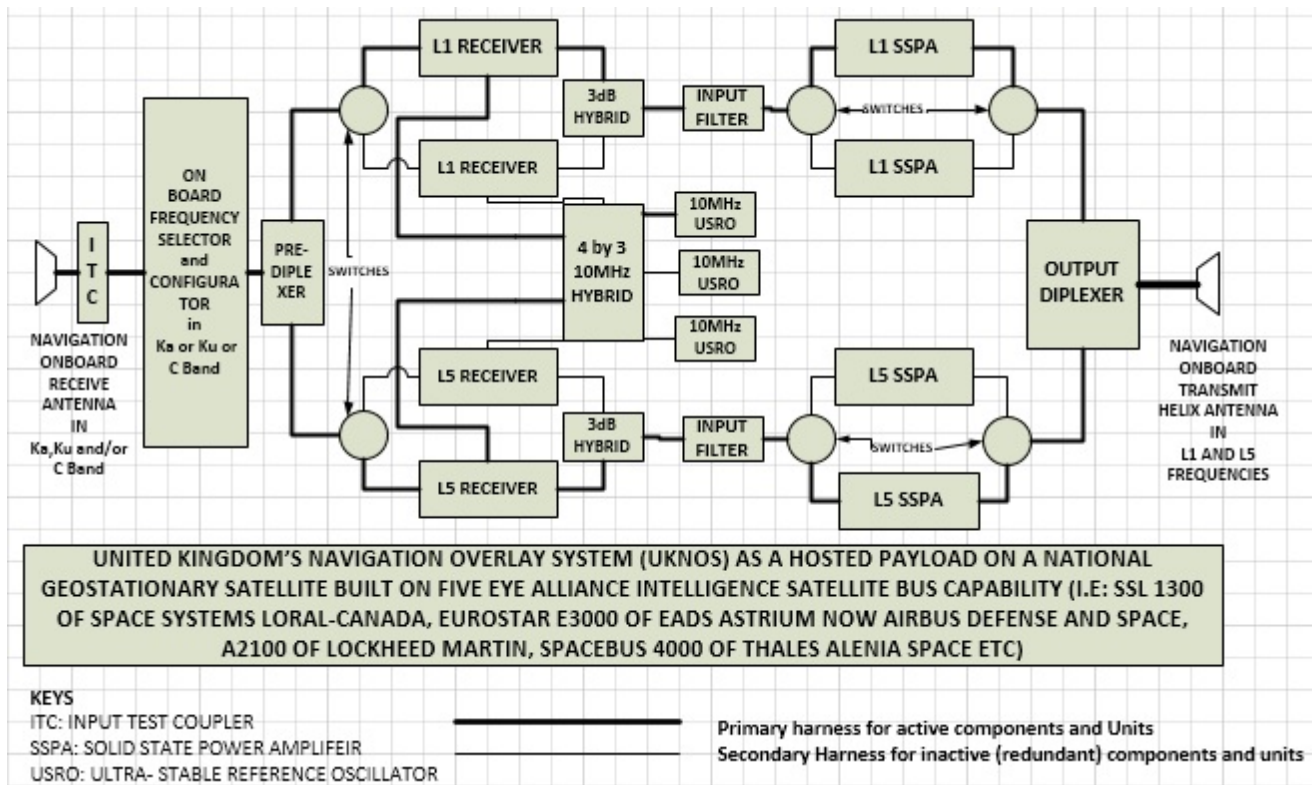 L1 RECEIVER
L1 SSPA
3dB
HYBRID
INPUT
FILTER
SWITCHES
L1 RECEIVER
L1 SSPA
ON
BOARD
FREQUENCY
SELECTOR
and
CONFIGURA
TOR
in
Ka or Ku or
C Band
I
T
C
PRE-
DIPLE
XER
SWITCHES
4 by 3
10MHz
HYBRID
10MHz
USRO
10MHz
USRO
10MHz
USRO
OUTPUT
DIPLEXER
NAVIGATION
ONBOARD
RECEIVE
ANTENNA
IN
Ka,Ku and/or
C Band
NAVIGATION
ONBOARD
TRANSMIT
HELIX ANTENNA
IN
L1 AND L5
FREQUENCIES
L5 RECEIVER
L5 SSPA
3dB
HYBRID
INPUT
FILTER
SWITCHES
L5 RECEIVER
L5 SSPA
UNITED KINGDOM'S NAVIGATION OVERLAY SYSTEM (UKNOS) AS A HOSTED PAYLOAD ON A NATIONAL
GEOSTATIONARY SATELLITE BUILT ON FIVE EYE ALLIANCE INTELLIGENCE SATELLITE BUS CAPABILITY (I.E: SSL 1300
OF SPACE SYSTEMS LORAL-CANADA, EUROSTAR E3000 OF EADS ASTRIUM NOW AIRBUS DEFENSE AND SPACE,
A2100 OF LOCKHEED MARTIN, SPACEBUS 4000 OF THALES ALENIA SPACE ETC)
KEYS
ITC: INPUT TEST COUPLER
SSPA: SOLID STATE POWER AMPLIFEIR
USRO: ULTRA- STABLE REFERENCE OSCILLATOR
Primary harness for active components and Units
Secondary Harness for inactive (redundant) components and units